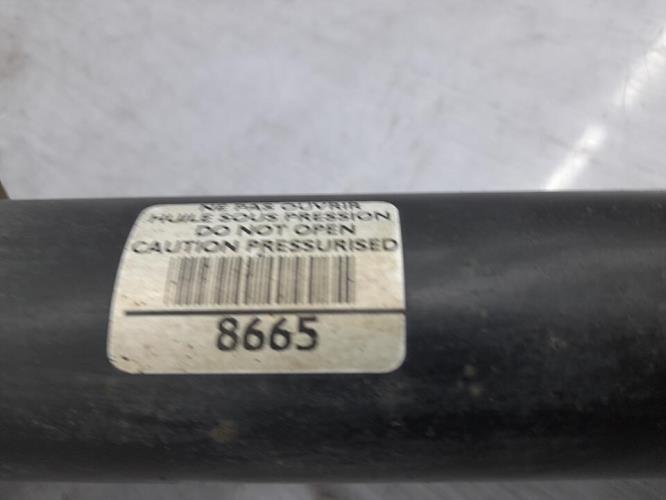 NE PAS OUVRIR
HUILE SOUS PRESSION
DO NOT OPEN
CAUTION PRESSURISED
8665